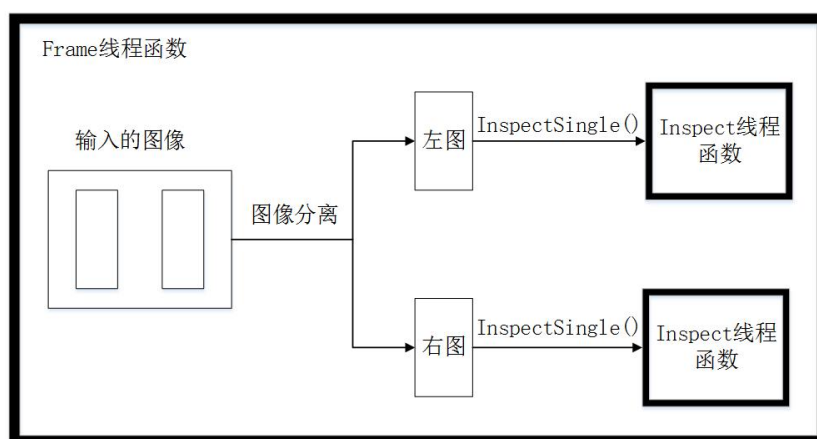 Frame线程函数
输入的图像
图像分离
左图
InspectSingle()
Inspect线程
函数
右图
InspectSingle()
Inspect线程
函数